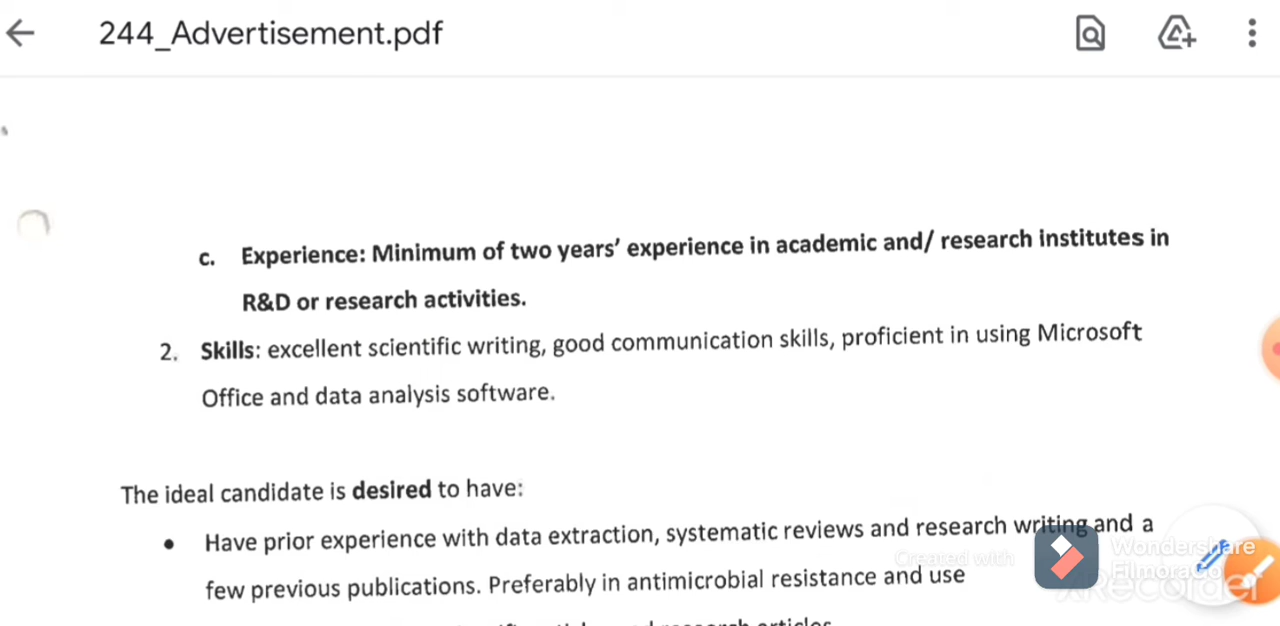 244_Advertisement.pdf
c. Experience: Minimum of two years' experience in academic and/ research institutes in
R&D or research activities.
2. Skills: excellent scientific writing, good communication skills, proficient in using Microsoft
Office and data analysis software.
The ideal candidate is desired to have:
• Have prior experience with data extraction, systematic reviews and research writing and a
few previous publications. Preferably in antimicrobial resistance and use
Created with
Wondershare
Filmora
XRecorder